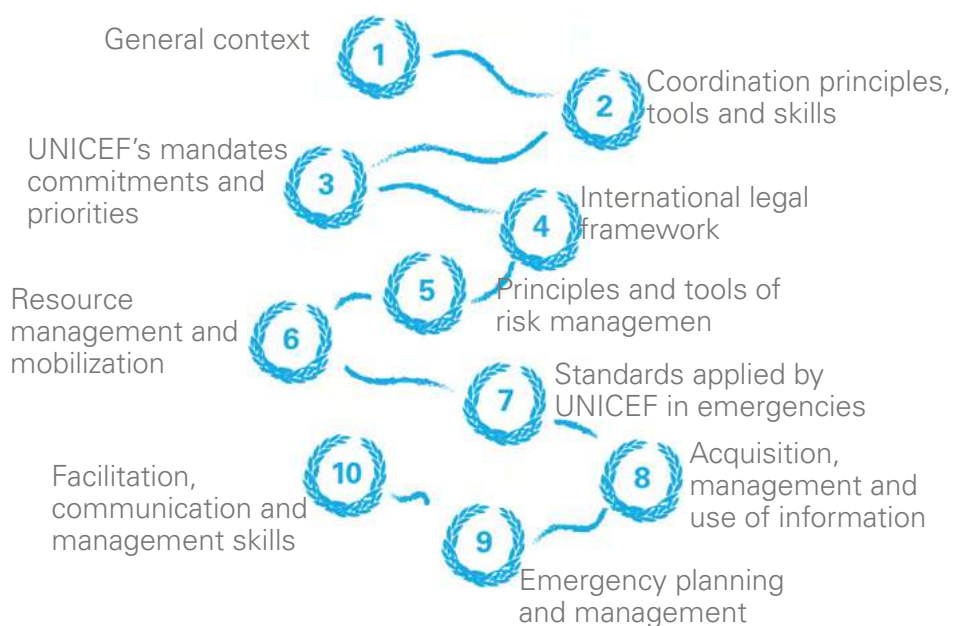 1
General context
2
Coordination principles,
tools and skills
3
UNICEF's mandates
commitments and
priorities
4
International legal
framework
5
Principles and tools of
risk managemen
6
Resource
management and
mobilization
7
Standards applied by
UNICEF in emergencies
8
Acquisition,
management and
use of information
9
Emergency planning
and management
10
Facilitation,
communication and
management skills